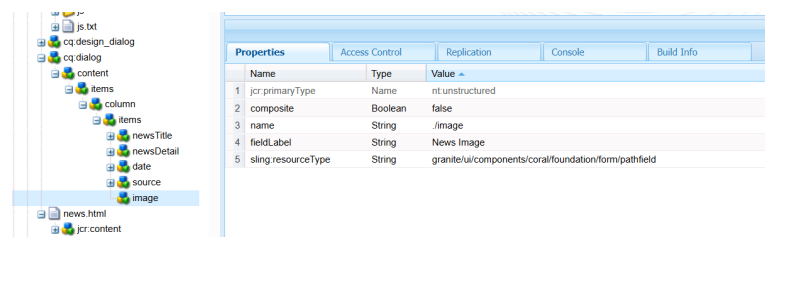 js
js.txt
cq:design_dialog
cq:dialog
content
items
column
items
newsTitle
newsDetail
date
source
image
news.html
jcr:content
Properties Access Control Replication Console Build Info
Name Type Value
1 jcr:primaryType Name nt:unstructured
2 composite Boolean false
3 name String ./image
4 fieldLabel String News Image
5 sling:resourceType String granite/ui/components/coral/foundation/form/pathfield